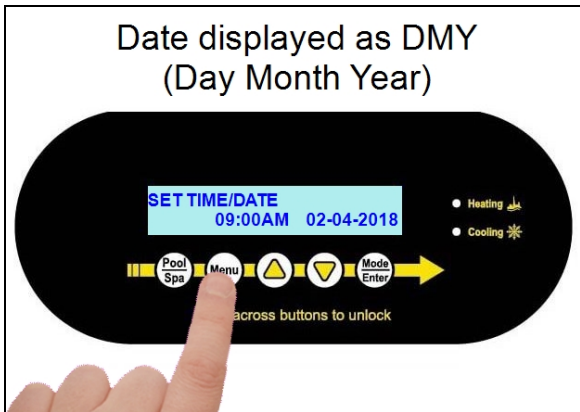 Date displayed as DMY
(Day Month Year)
SET TIME/DATE
09:00AM 02-04-2018
Heating
Cooling
Pool
Spa
Menu
Mode
Enter
across buttons to unlock